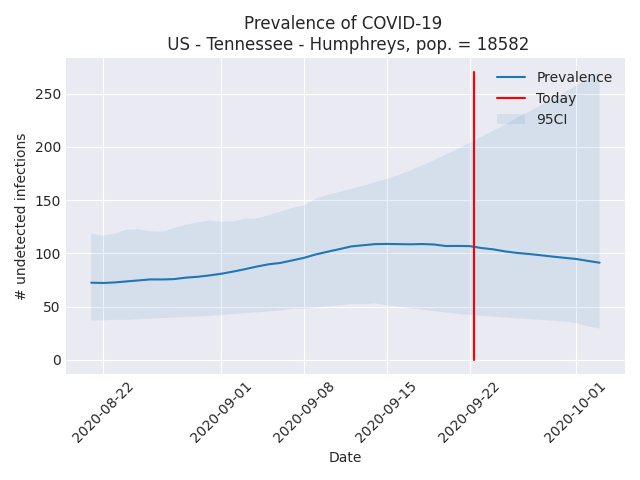 Prevalence of COVID-19
US - Tennessee - Humphreys, pop. = 18582
Prevalence
Today
95CI
250
200
150
100
50
0
# undetected infections
2020-08-22
2020-09-01
2020-09-08
2020-09-15
2020-09-22
2020-10-01
Date